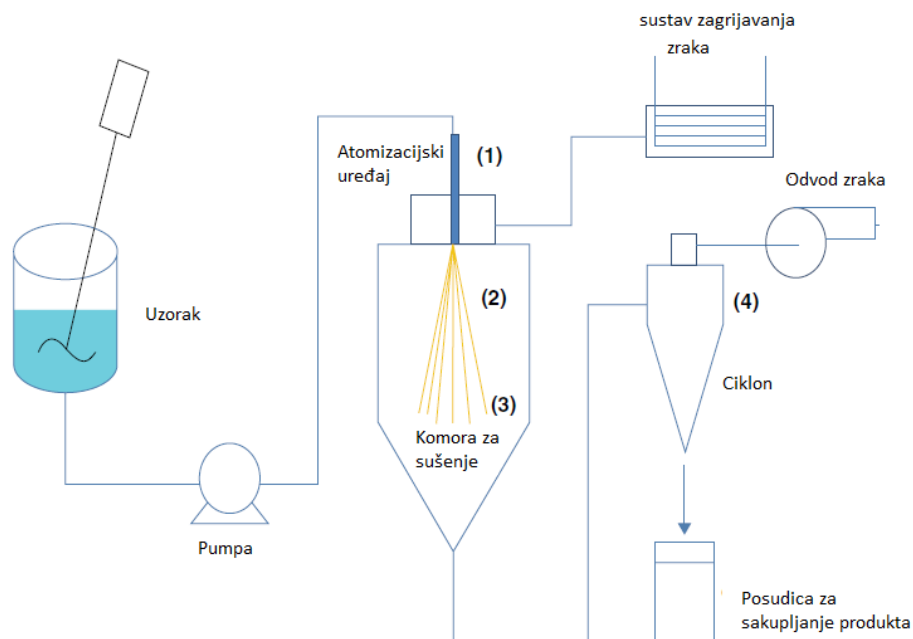 sustav zagrijavanja
zraka
Atomizacijski
uređaj
(1)
Odvod zraka
Uzorak
(2)
(4)
Ciklon
(3)
Komora za
sušenje
Pumpa
Posudica za
sakupljanje produkta